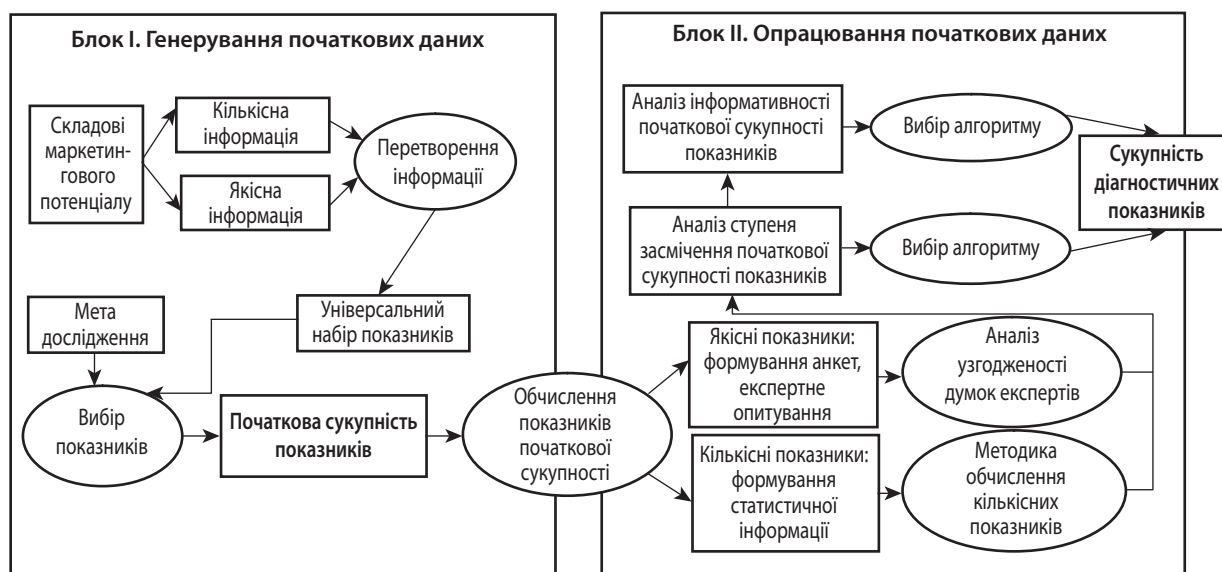 Блок І. Генерування початкових даних
Складові
маркетин-
гового
потенціалу
Кількісна
інформація
Якісна
інформація
Перетворення
інформації
Універсальний
набір показників
Мета
дослідження
Вибір
показників
Початкова сукупність
показників
Обчислення
показників
початкової
сукупності
Блок ІІ. Опрацювання початкових даних
Аналіз інформативності
початкової сукупності
показників
Вибір алгоритму
Сукупність
діагностичних
показників
Аналіз ступеня
засмічення початкової
сукупності показників
Вибір алгоритму
Якісні показники:
формування анкет,
експертне
опитування
Аналіз
узгодженості
думок експертів
Кількісні показники:
формування
статистичної
інформації
Методика
обчислення
кількісних
показників